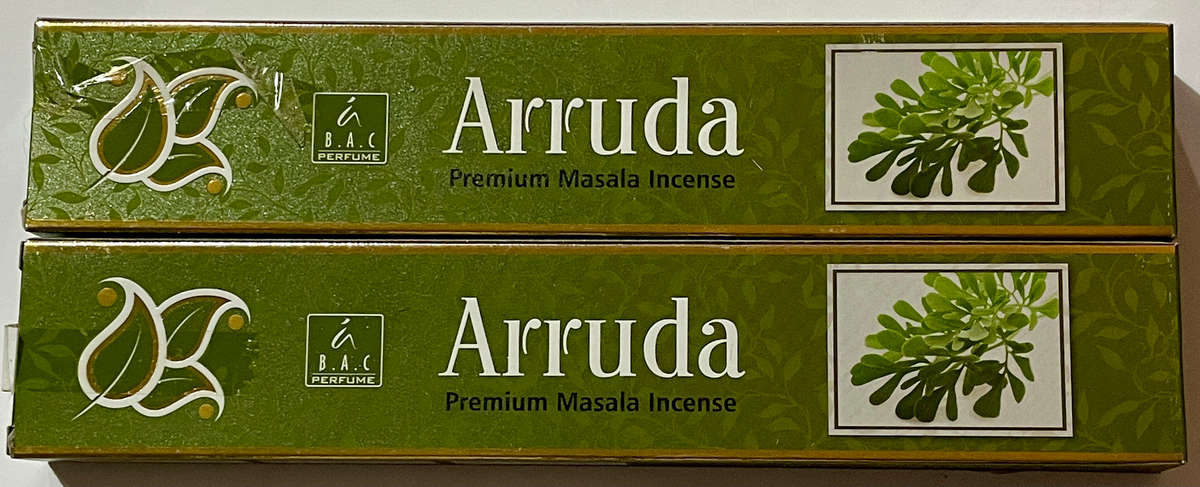 á
B.A.C
PERFUME
Arruda
Premium Masala Incense
á
B.A.C
PERFUME
Arruda
Premium Masala Incense